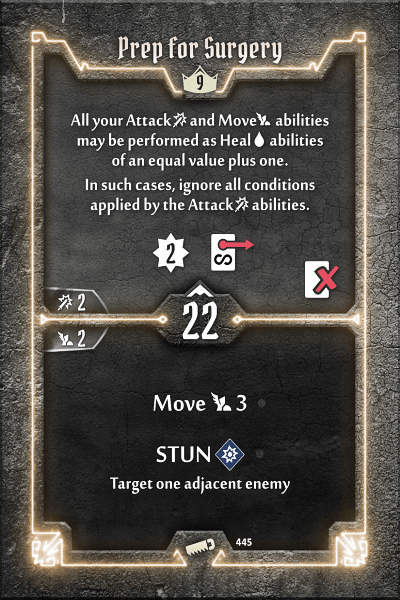 Prep for Surgery
9
All your Attack and Move abilities
may be performed as Heal abilities
of an equal value plus one.
In such cases, ignore all conditions
applied by the Attack abilities.
2
2
22
2
Move 3
STUN
Target one adjacent enemy
445